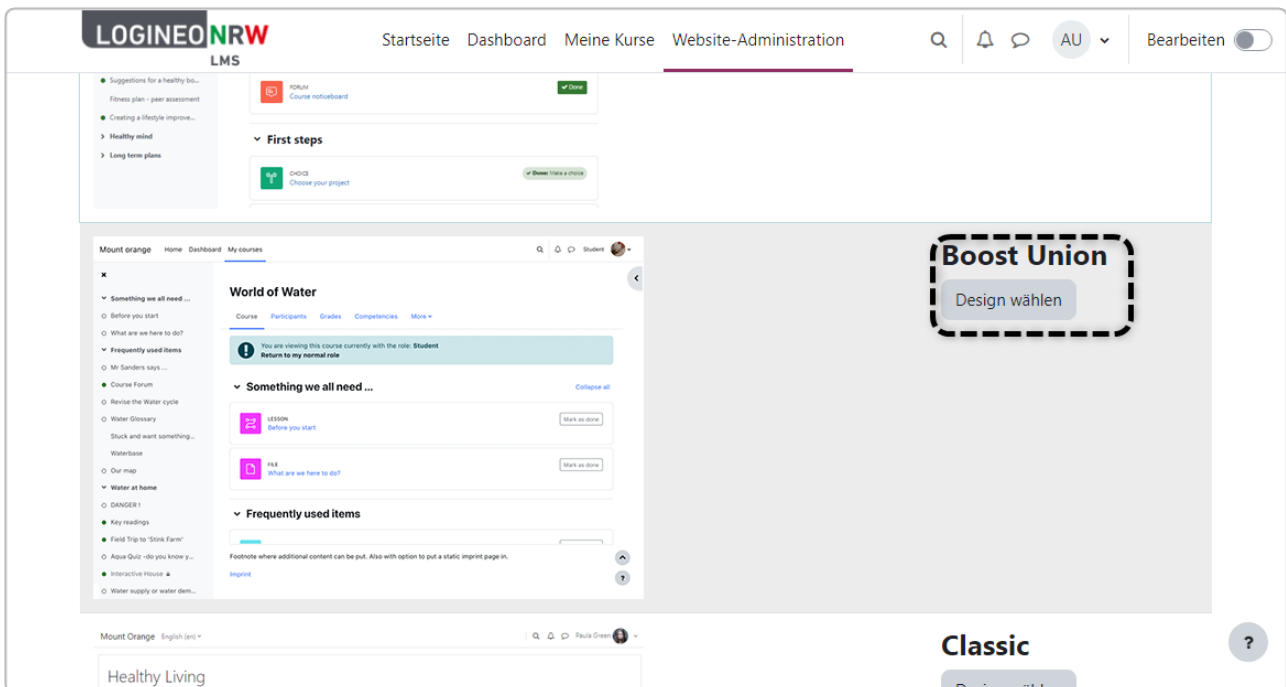 LOGINEO NRW
LMS
Startseite Dashboard Meine Kurse Website-Administration
AU
Bearbeiten
Suggestions for a healthy bo...
Fitness plan - peer assessment
Creating a lifestyle improve...
Healthy mind
Long term plans
FORUM
Course noticeboard
Done
First steps
CHOICE
Choose your project
Done: Make a choice
Mount orange Home Dashboard My courses
Student
Something we all need ...
Before you start
What are we here to do?
Frequently used items
Mr Sanders says ...
Course Forum
Revise the Water cycle
Water Glossary
Stuck and want something...
Waterbase
Our map
Water at home
DANGER !
Key readings
Field Trip to 'Stink Farm'
Aqua Quiz -do you know y...
Interactive House
Water supply or water dem...
World of Water
Course Participants Grades Competencies More
You are viewing this course currently with the role: Student
Return to my normal role
Something we all need ...
Collapse all
LESSON
Before you start
Mark as done
FILE
What are we here to do?
Mark as done
Frequently used items
Footnote where additional content can be put. Also with option to put a static imprint page in.
Imprint
?
Boost Union
Design wählen
Mount Orange English (en)
Paula Green
Healthy Living
Classic
Design wählen
?